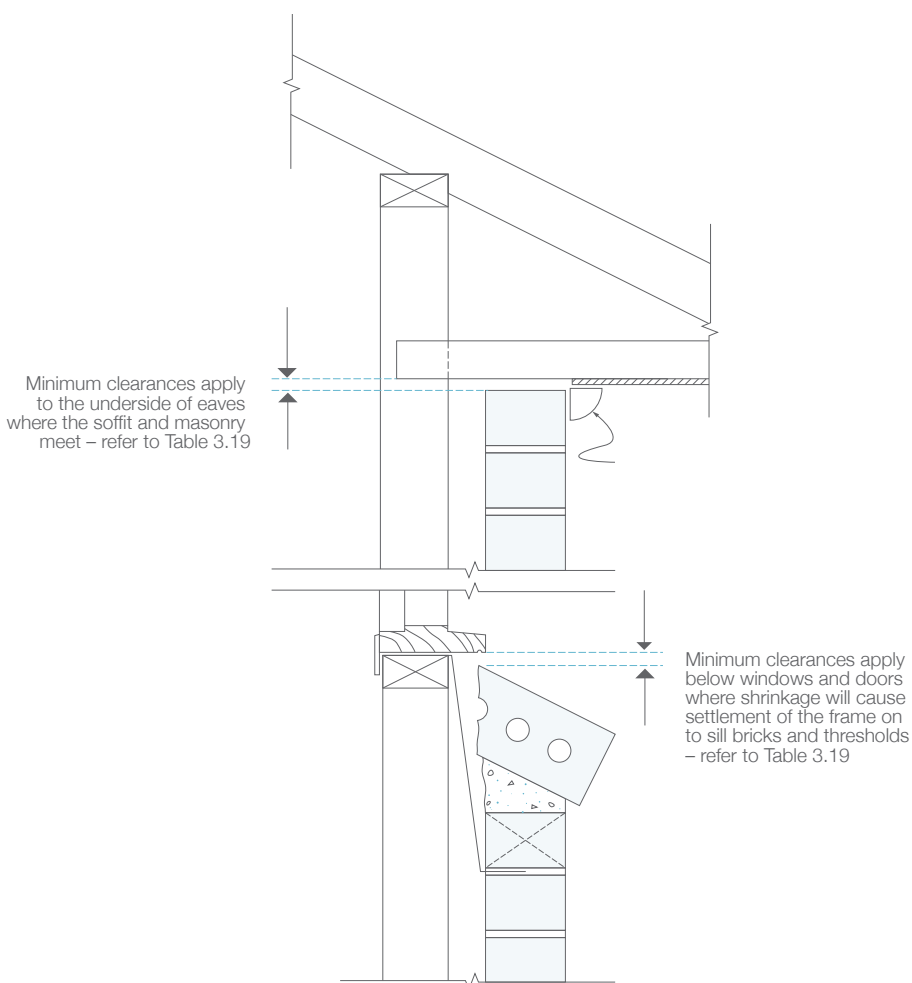 Minimum clearances apply
to the underside of eaves
where the soffit and masonry
meet – refer to Table 3.19
Minimum clearances apply
below windows and doors
where shrinkage will cause
settlement of the frame on
to sill bricks and thresholds
– refer to Table 3.19